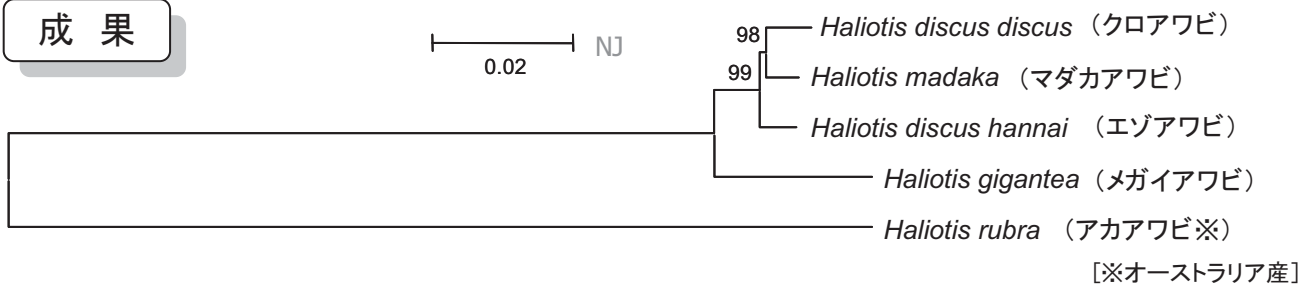 成 果
0.02
NJ
98
99
Haliotis discus discus （クロアワビ）
Haliotis madaka （マダカアワビ）
Haliotis discus hannai （エゾアワビ）
Haliotis gigantea （メガイアワビ）
Haliotis rubra （アカアワビ※）
［※オーストラリア産］